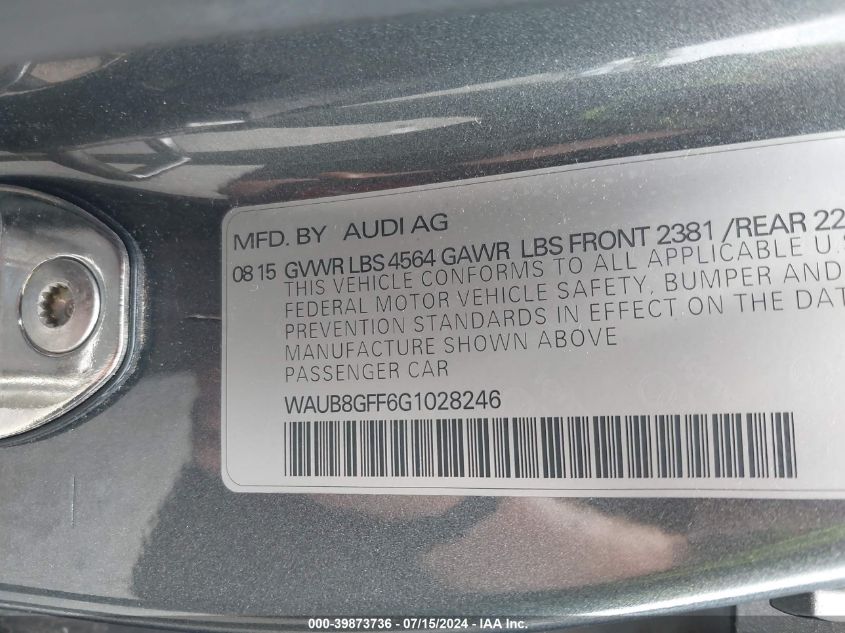 MFD. BY AUDI AG
08 15 GVWR LBS 4564 GAWR LBS FRONT 2381 /REAR 22
THIS VEHICLE CONFORMS TO ALL APPLICABLE U.S
FEDERAL MOTOR VEHICLE SAFETY, BUMPER AND
PREVENTION STANDARDS IN EFFECT ON THE DAT
MANUFACTURE SHOWN ABOVE
PASSENGER CAR
WAUB8GFF6G1028246
000-39873736 - 07/15/2024 - IAA, Inc.